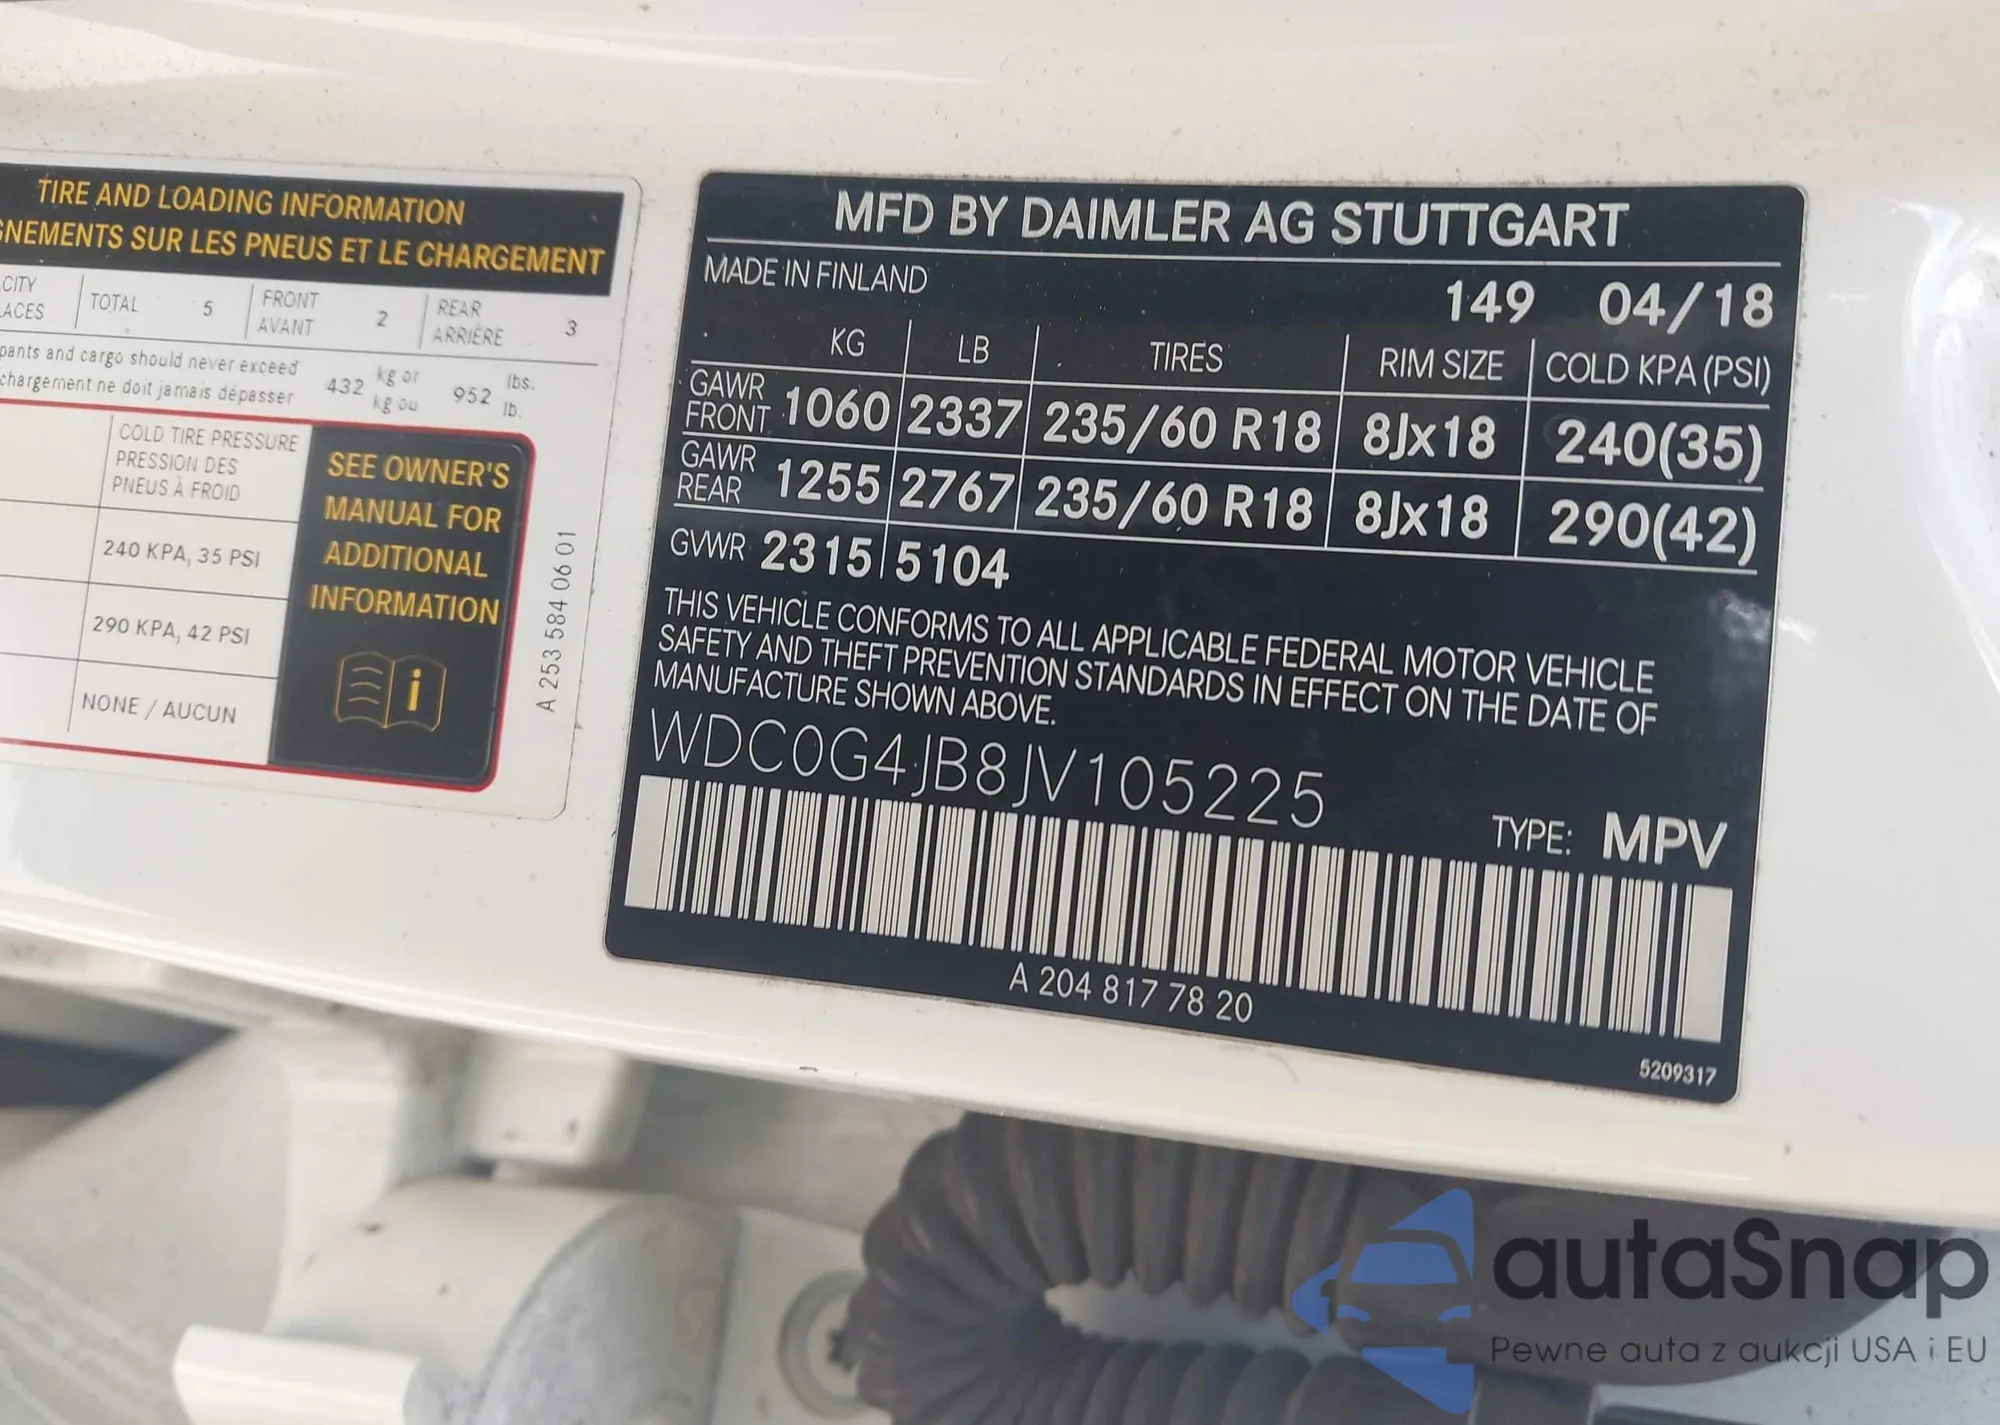 TIRE AND LOADING INFORMATION
SUR LES PNEUS ET LE CHARGEMENT
TOTAL 5 FRONT AVANT 2 REAR ARRIÈRE 3
and cargo should never exceed
chargement ne doit jamais dépasser
432 kg or kg ou 952 lbs. lb.
COLD TIRE PRESSURE
PRESSION DES
PNEUS À FROID
240 KPA, 35 PSI
290 KPA, 42 PSI
NONE / AUCUN
SEE OWNER'S
MANUAL FOR
ADDITIONAL
INFORMATION
i
A 253 584 06 01
MFD BY DAIMLER AG STUTTGART
MADE IN FINLAND
149 04/18
KG LB TIRES RIM SIZE COLD KPA (PSI)
GAWR FRONT 1060 2337 235/60 R18 8Jx18 240(35)
GAWR REAR 1255 2767 235/60 R18 8Jx18 290(42)
GVWR 2315 5104
THIS VEHICLE CONFORMS TO ALL APPLICABLE FEDERAL MOTOR VEHICLE
SAFETY AND THEFT PREVENTION STANDARDS IN EFFECT ON THE DATE OF
MANUFACTURE SHOWN ABOVE.
WDC0G4JB8JV105225
TYPE: MPV
A 204 817 78 20
5209317
autaSnap
Pewne auta z aukcji USA i EU